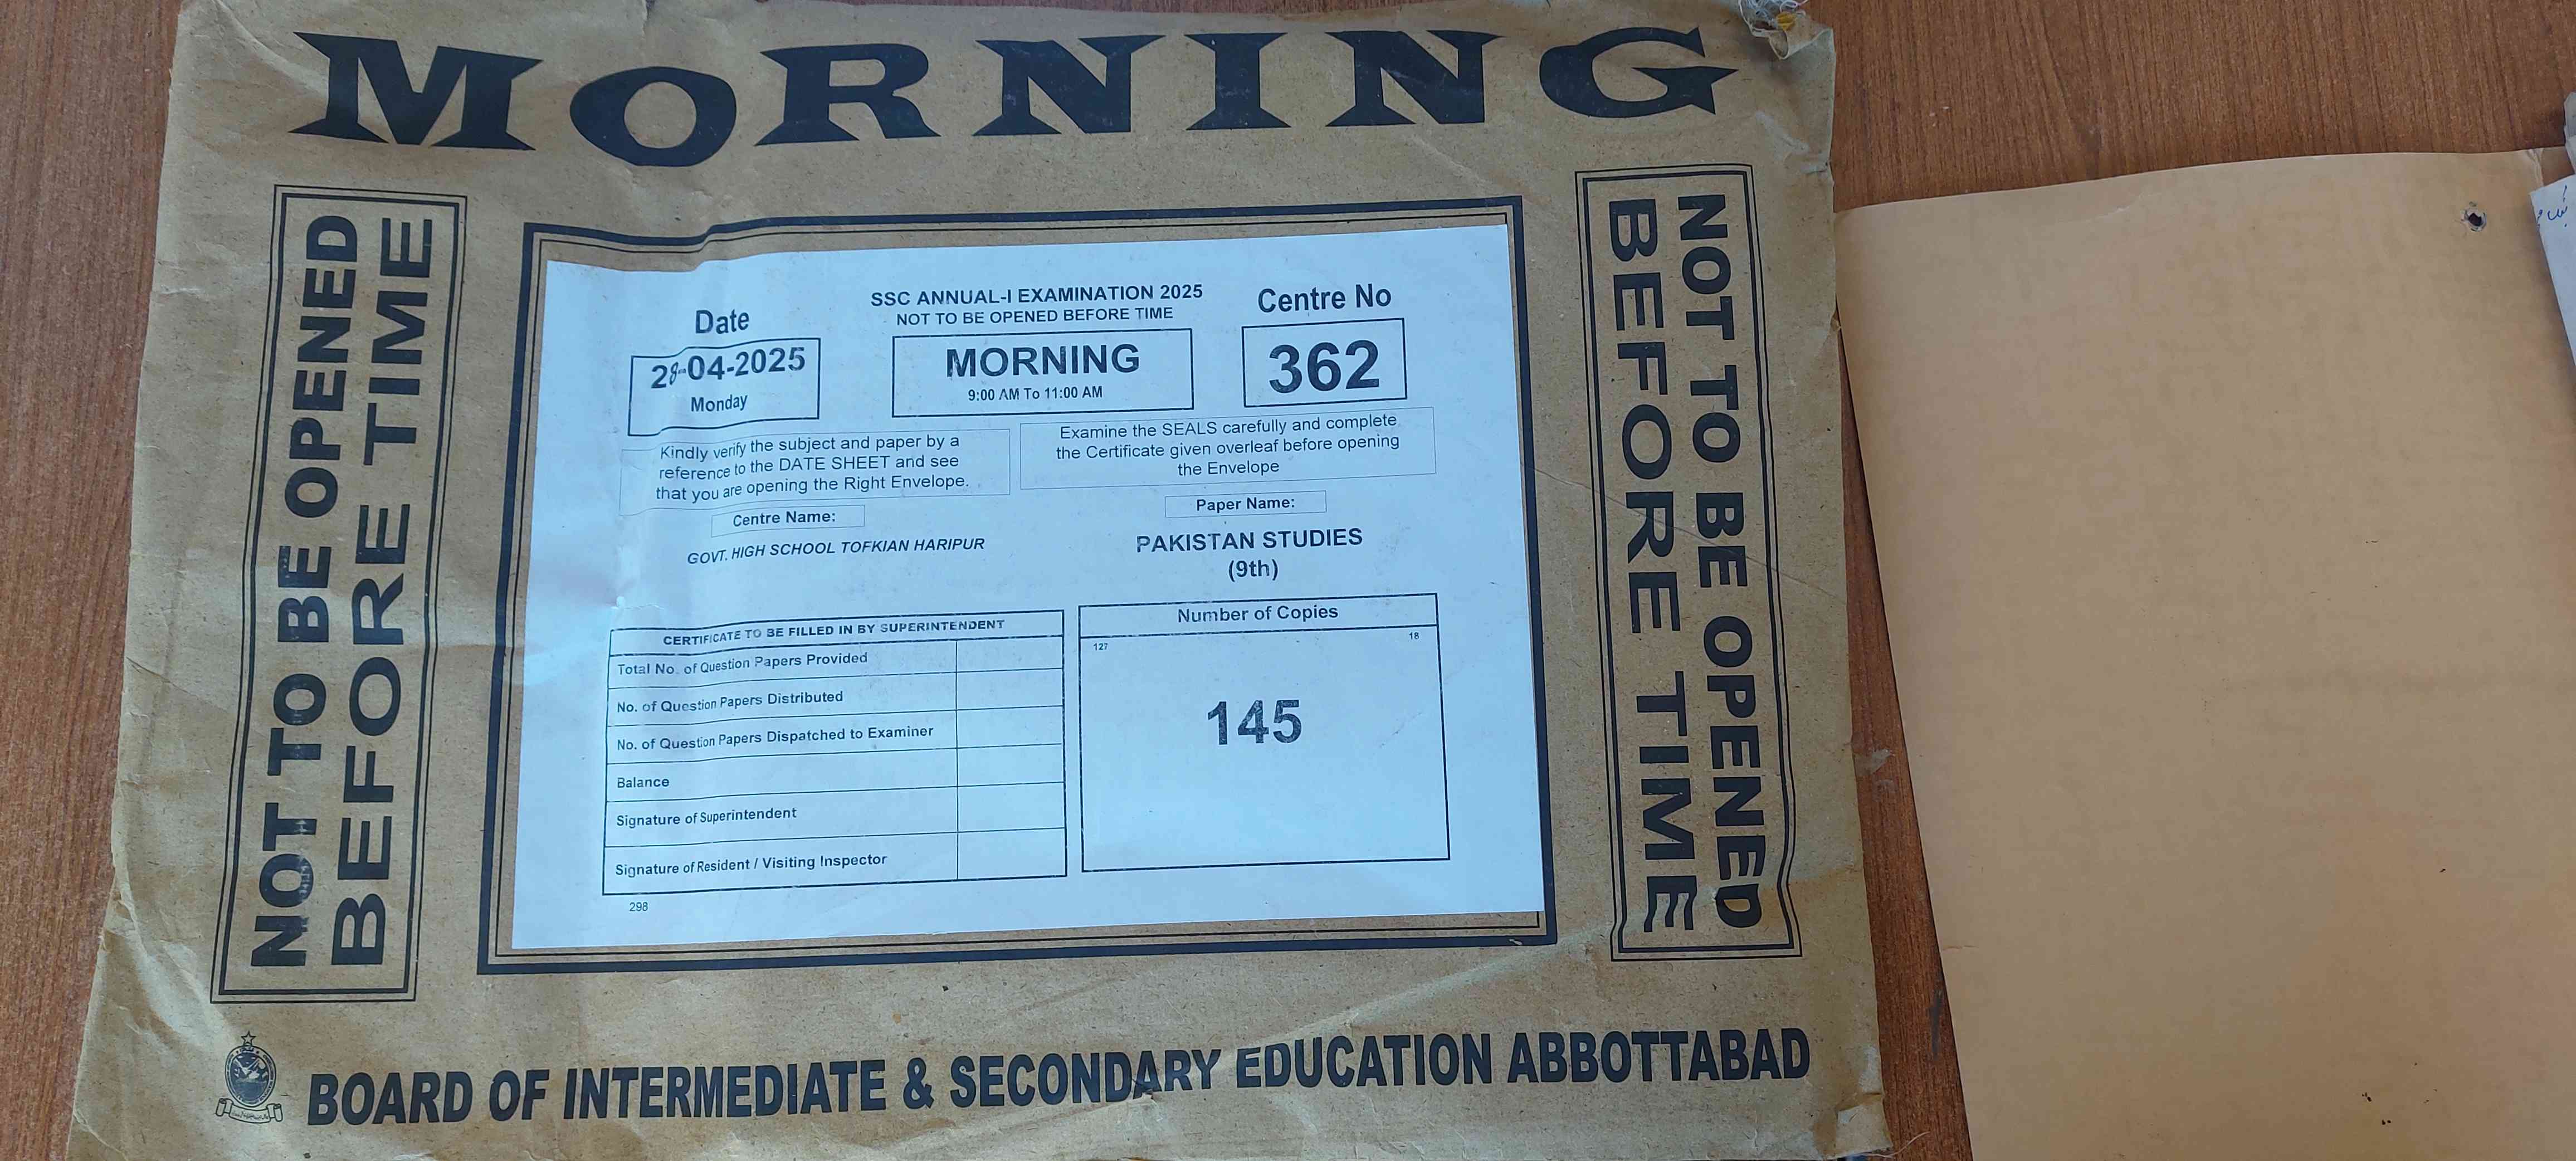 MORNING
NOT TO BE OPENED
BEFORE TIME
SSC ANNUAL-I EXAMINATION 2025
NOT TO BE OPENED BEFORE TIME
Date
28-04-2025
Monday
MORNING
9:00 AM To 11:00 AM
Centre No
362
Kindly verify the subject and paper by a
reference to the DATE SHEET and see
that you are opening the Right Envelope.
Examine the SEALS carefully and complete
the Certificate given overleaf before opening
the Envelope
Centre Name:
GOVT. HIGH SCHOOL TOFKIAN HARIPUR
Paper Name:
PAKISTAN STUDIES
(9th)
CERTIFICATE TO BE FILLED IN BY SUPERINTENDENT
Total No. of Question Papers Provided
No. of Question Papers Distributed
No. of Question Papers Dispatched to Examiner
Balance
Signature of Superintendent
Signature of Resident / Visiting Inspector
298
Number of Copies
127 18
145
NOT TO BE OPENED
BEFORE TIME
BOARD OF INTERMEDIATE & SECONDARY EDUCATION ABBOTTABAD